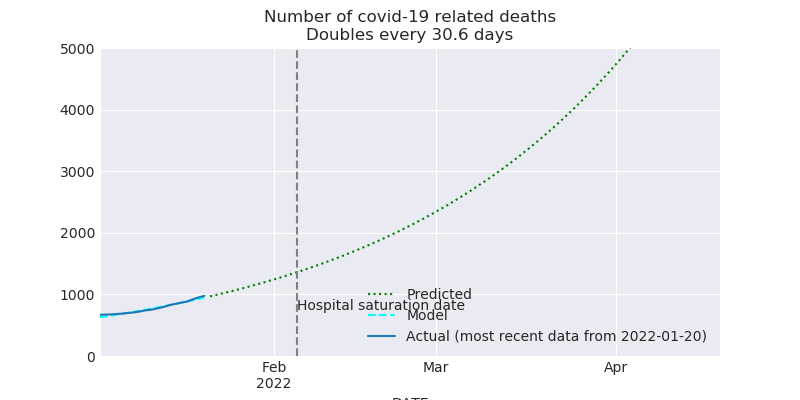 Number of covid-19 related deaths
Doubles every 30.6 days
5000
4000
3000
2000
1000
0
Predicted
Hospital saturation date
Model
Actual (most recent data from 2022-01-20)
Feb
2022
Mar
Apr
DATE